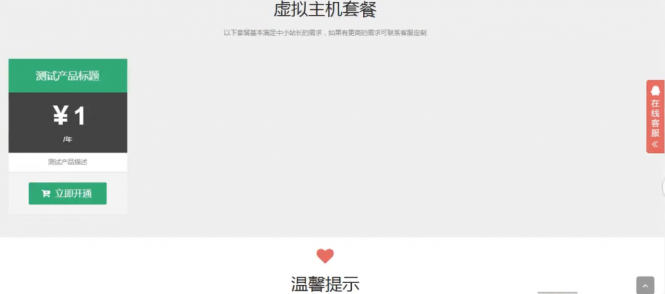 虚拟主机套餐
以下套餐基本满足中小站长的需求，如果有更高的需求可联系客服定制
测试产品标题
¥1
/年
测试产品描述
立即开通
在线客服
温馨提示